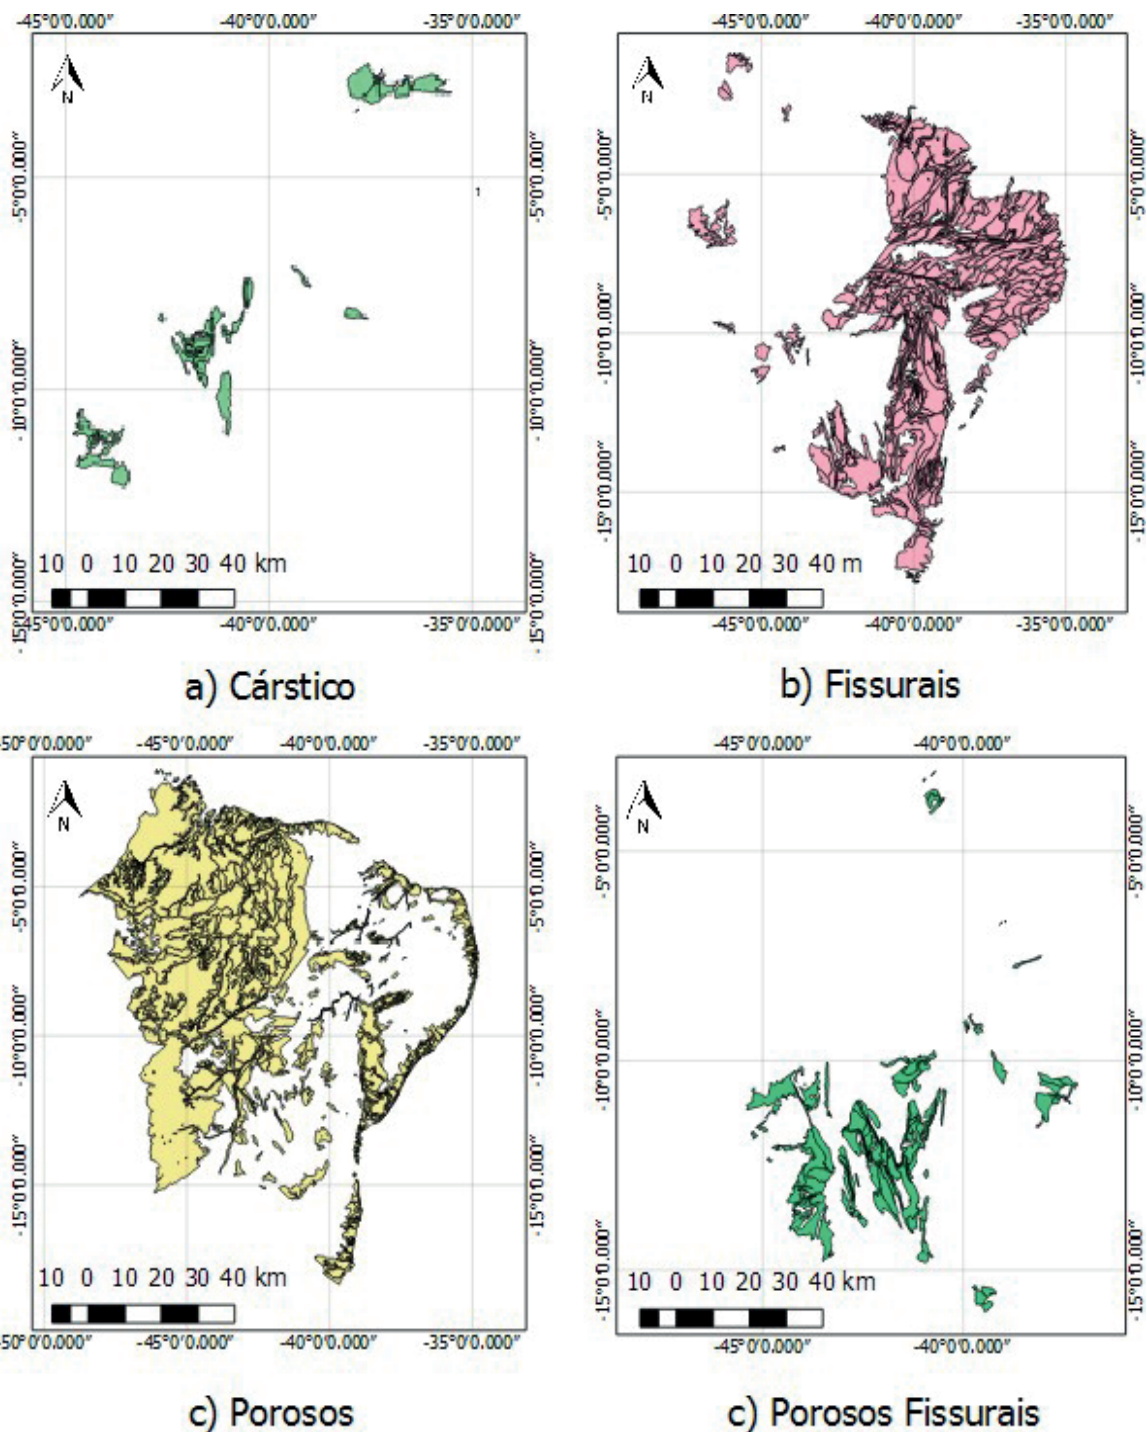 -45°0'0.000″ -40°0'0.000″ -35°0'0.000″
N
-5°0'0.000″ -5°0'0.000″
1
-10°0'0.000″ -10°0'0.000″
10 0 10 20 30 40 km
-15°0'0.000″ -15°0'0.000″
-45°0'0.000″ -40°0'0.000″ -35°0'0.000″
a) Cárstico
-45°0'0.000″ -40°0'0.000″ -35°0'0.000″
N
-5°0'0.000″ -5°0'0.000″
-10°0'0.000″ -10°0'0.000″
-15°0'0.000″ -15°0'0.000″
10 0 10 20 30 40 m
-45°0'0.000″ -40°0'0.000″ -35°0'0.000″
b) Fissurais
-50°0'0.000″ -45°0'0.000″ -40°0'0.000″ -35°0'0.000″
N
-5°0'0.000″ -5°0'0.000″
-10°0'0.000″ -10°0'0.000″
-15°0'0.000″ -15°0'0.000″
10 0 10 20 30 40 km
-50°0'0.000″ -45°0'0.000″ -40°0'0.000″ -35°0'0.000″
c) Porosos
-45°0'0.000″ -40°0'0.000″
N
-5°0'0.000″ -5°0'0.000″
-10°0'0.000″ -10°0'0.000″
-15°0'0.000″ -15°0'0.000″
10 0 10 20 30 40 km
-45°0'0.000″ -40°0'0.000″
c) Porosos Fissurais